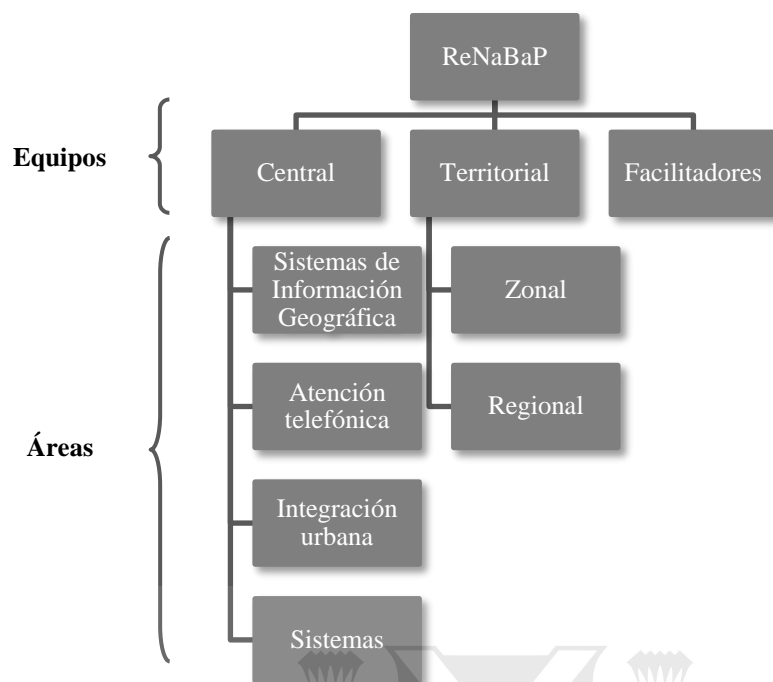 ReNaBaP
Equipos
Central
Territorial
Facilitadores
Sistemas de
Información
Geográfica
Zonal
Atención
telefónica
Regional
Áreas
Integración
urbana
Sistemas